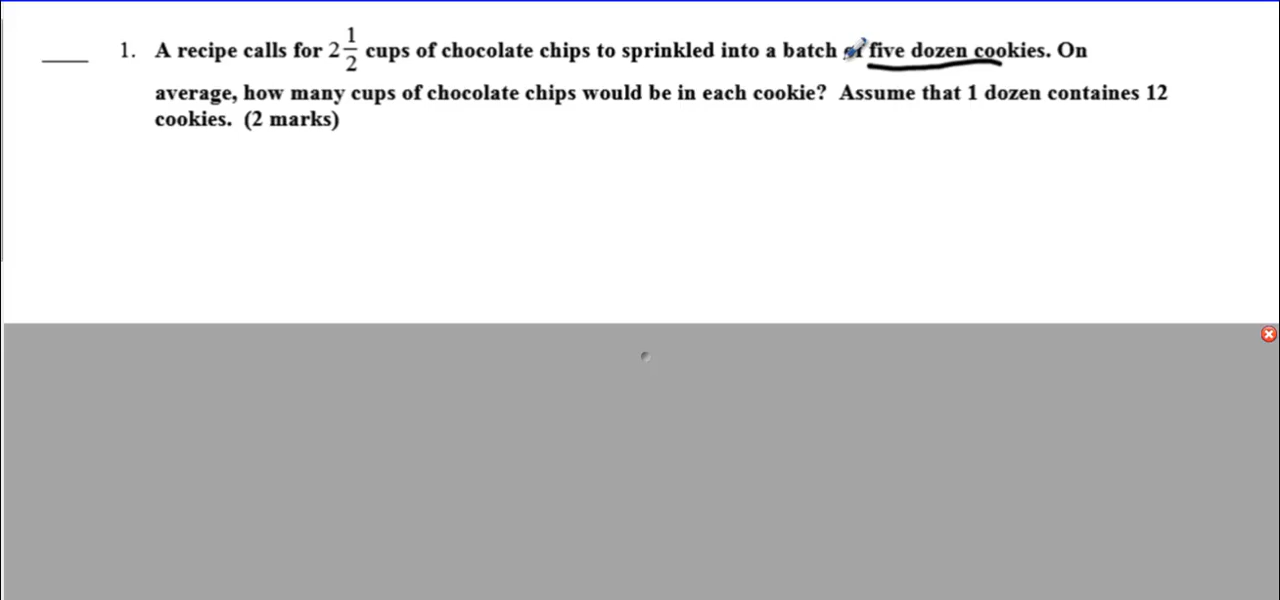 ____ 1. A recipe calls for 2 1/2 cups of chocolate chips to sprinkled into a batch of five dozen cookies. On
average, how many cups of chocolate chips would be in each cookie? Assume that 1 dozen containes 12
cookies. (2 marks)